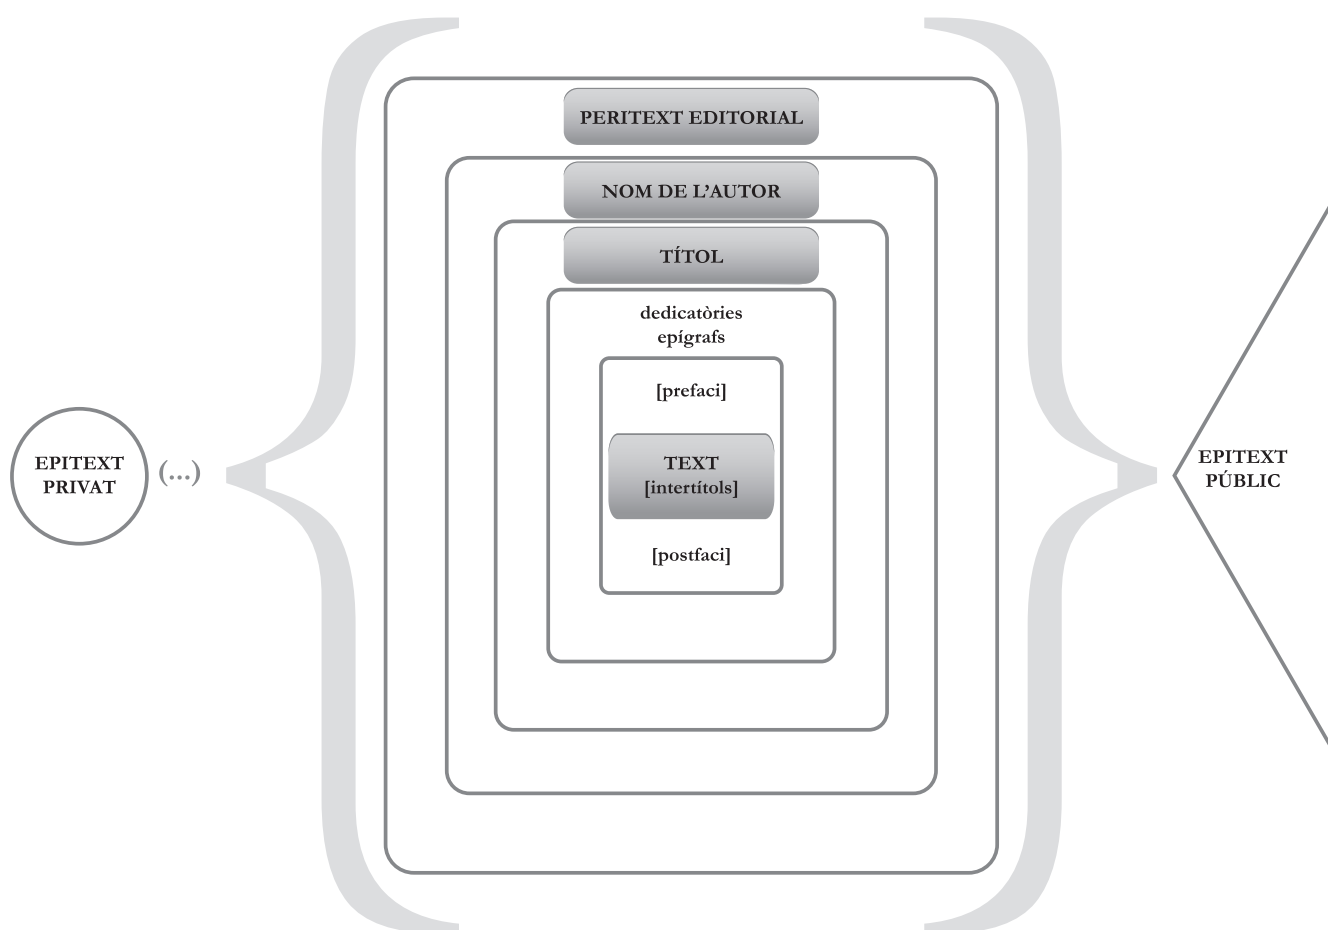 PERITEXT EDITORIAL
NOM DE L’AUTOR
TÍTOL
dedicatòries
epígrafs
[prefaci]
EPITEXT
PRIVAT
(...)
TEXT
[intertítols]
EPITEXT
PÚBLIC
[postfaci]